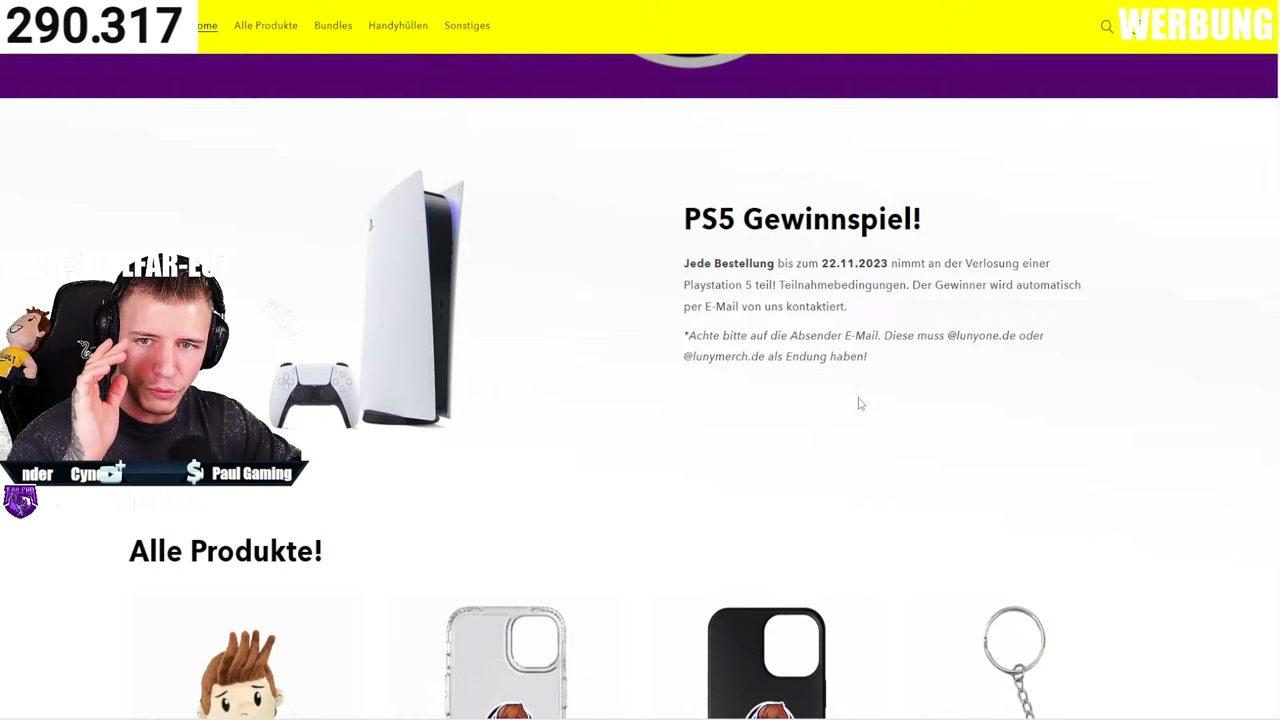 290.317
ome
Alle Produkte
Bundles
Handyhüllen
Sonstiges
WERBUNG
PS5 Gewinnspiel!
Jede Bestellung bis zum 22.11.2023 nimmt an der Verlosung einer
Playstation 5 teil! Teilnahmebedingungen. Der Gewinner wird automatisch
per E-Mail von uns kontaktiert.
*Achte bitte auf die Absender E-Mail. Diese muss @lunyone.de oder
@lunymerch.de als Endung haben!
nder
Paul Gaming
Alle Produkte!